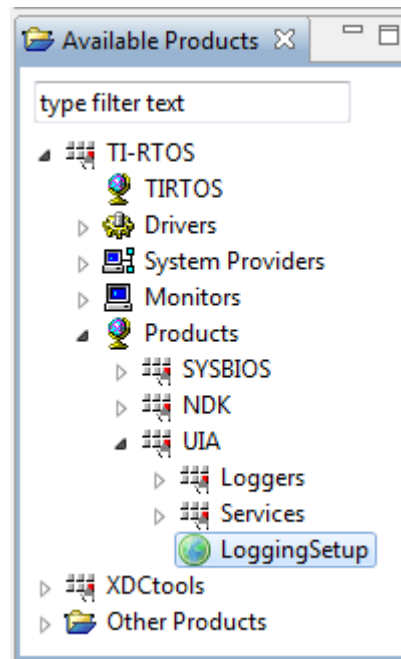 Available Products
type filter text
TI-RTOS
TIRTOS
Drivers
System Providers
Monitors
Products
SYSBIOS
NDK
UIA
Loggers
Services
LoggingSetup
XDCtools
Other Products